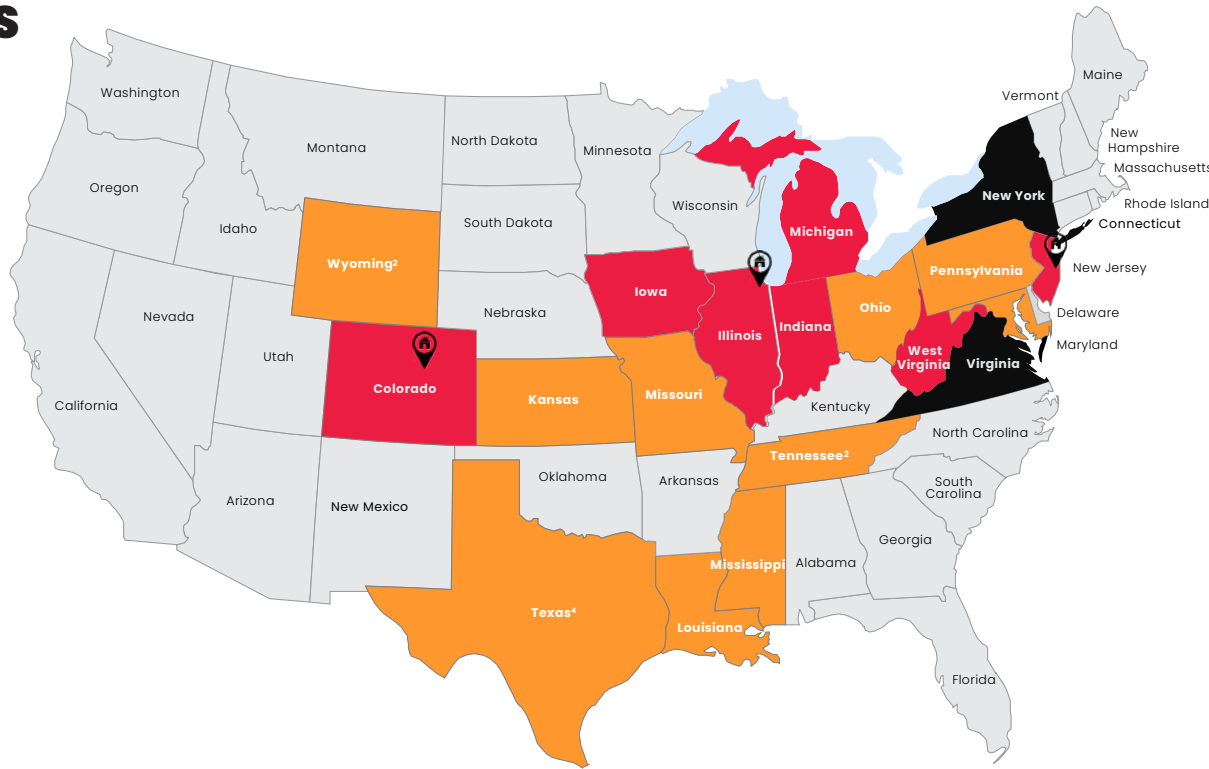 s
Maine
Washington
Vermont
New
Hampshire
North Dakota
Montana
Minnesota
Massachusetts
Oregon
New York
Rhode Island
Wisconsin
South Dakota
Connecticut
Idaho
Michigan
Wyoming²
New Jersey
Pennsylvania
Iowa
Ohio
Nebraska
Delaware
Nevada
Indiana
Illinois
Maryland
Utah
West
Virginia
Virginia
Colorado
Missouri
Kansas
California
Kentucky
North Carolina
Tennessee²
Oklahoma
Arkansas
South
Carolina
Arizona
New Mexico
Georgia
Mississippi
Alabama
Texas⁴
Louisiana
Florida